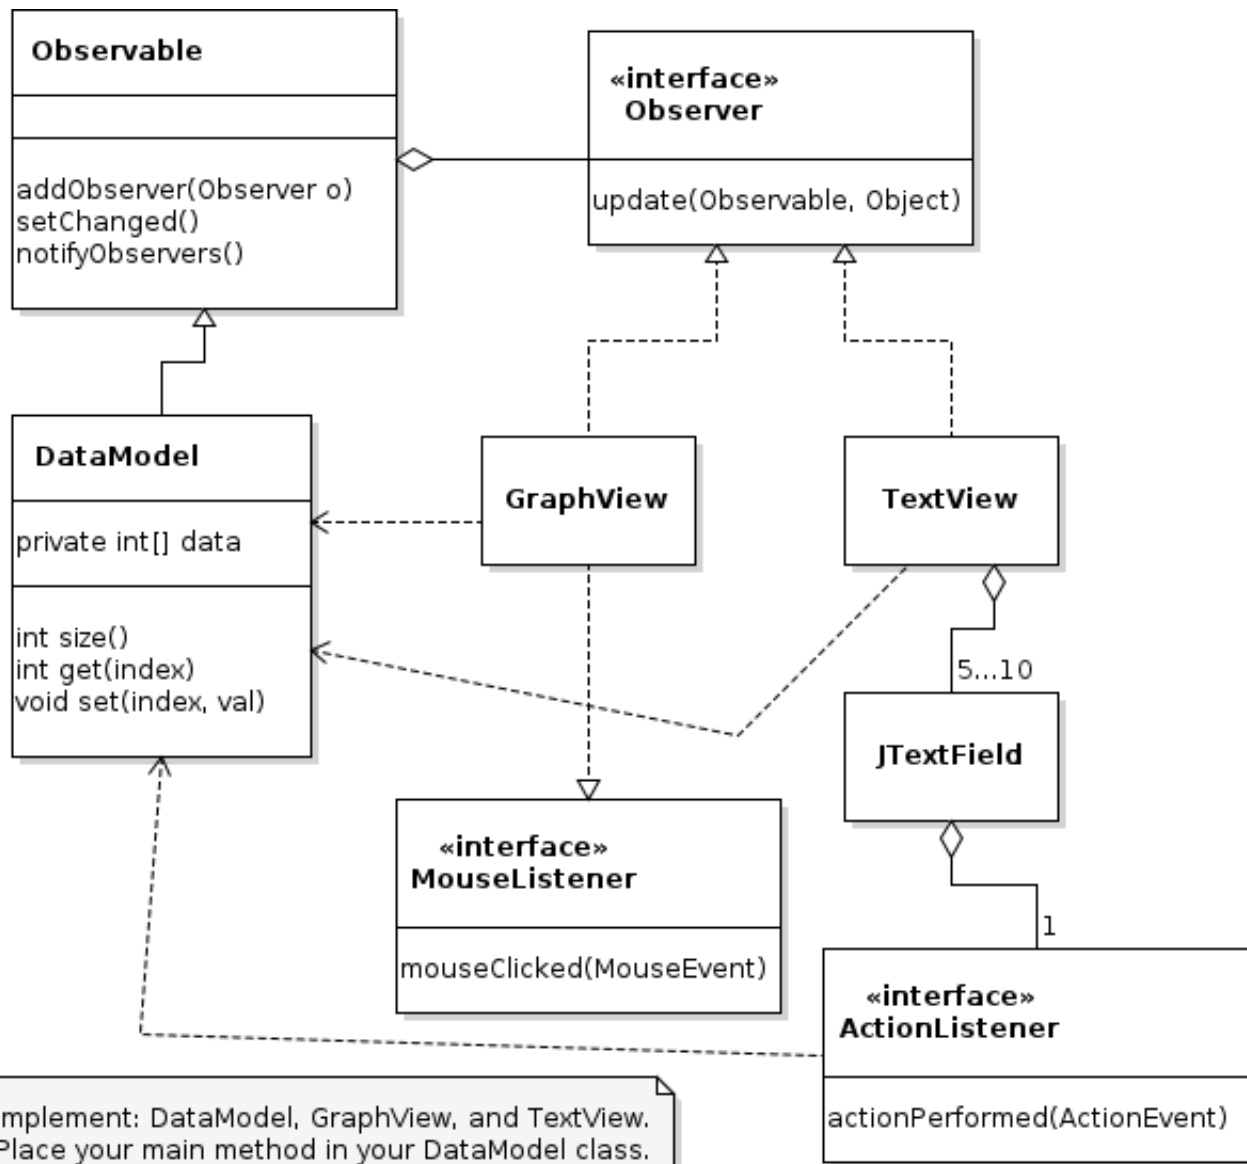 Observable
addObserver(Observer o)
setChanged()
notifyObservers()
«interface»
Observer
update(Observable, Object)
DataModel
private int[] data
int size()
int get(index)
void set(index, val)
GraphView
TextView
5...10
JTextField
1
«interface»
MouseListener
mouseClicked(MouseEvent)
«interface»
ActionListener
actionPerformed(ActionEvent)
mplement: DataModel, GraphView, and TextView.
Place your main method in your DataModel class.